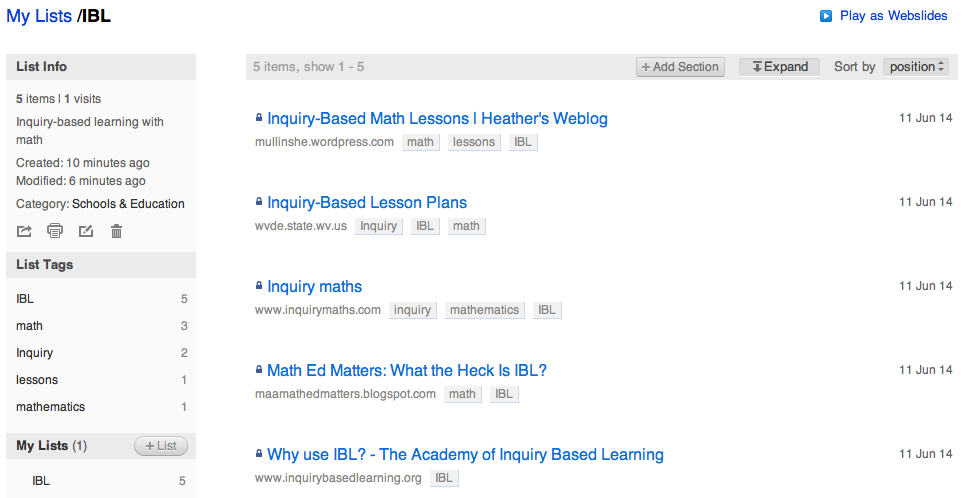 My Lists /IBL
Play as Webslides
List Info
5 items | 1 visits
Inquiry-based learning with
math
Created: 10 minutes ago
Modified: 6 minutes ago
Category: Schools & Education
List Tags
IBL 5
math 3
Inquiry 2
lessons 1
mathematics 1
My Lists (1) + List
IBL 5
5 items, show 1 - 5 + Add Section Expand Sort by position
Inquiry-Based Math Lessons | Heather's Weblog 11 Jun 14
mullinshe.wordpress.com math lessons IBL
Inquiry-Based Lesson Plans 11 Jun 14
wvde.state.wv.us Inquiry IBL math
Inquiry maths 11 Jun 14
www.inquirymaths.com inquiry mathematics IBL
Math Ed Matters: What the Heck Is IBL? 11 Jun 14
maamathedmatters.blogspot.com math IBL
Why use IBL? - The Academy of Inquiry Based Learning 11 Jun 14
www.inquirybasedlearning.org IBL